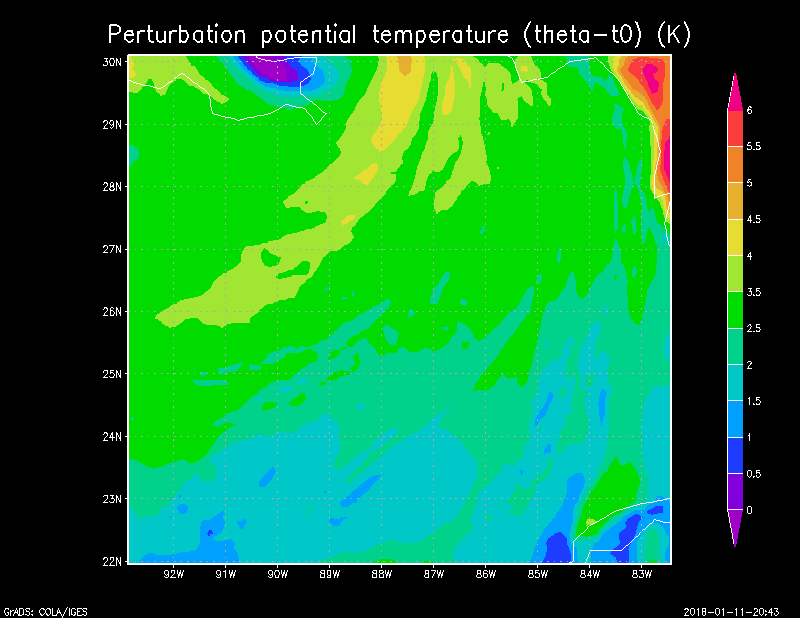 Perturbation potential temperature (theta-t0) (K)
30N
29N
28N
27N
26N
25N
24N
23N
22N
92W 91W 90W 89W 88W 87W 86W 85W 84W 83W
6
5.5
5
4.5
4
3.5
2.5
2
1.5
1
0.5
0
GrADS: COLA/IGES
2018-01-11-20:43